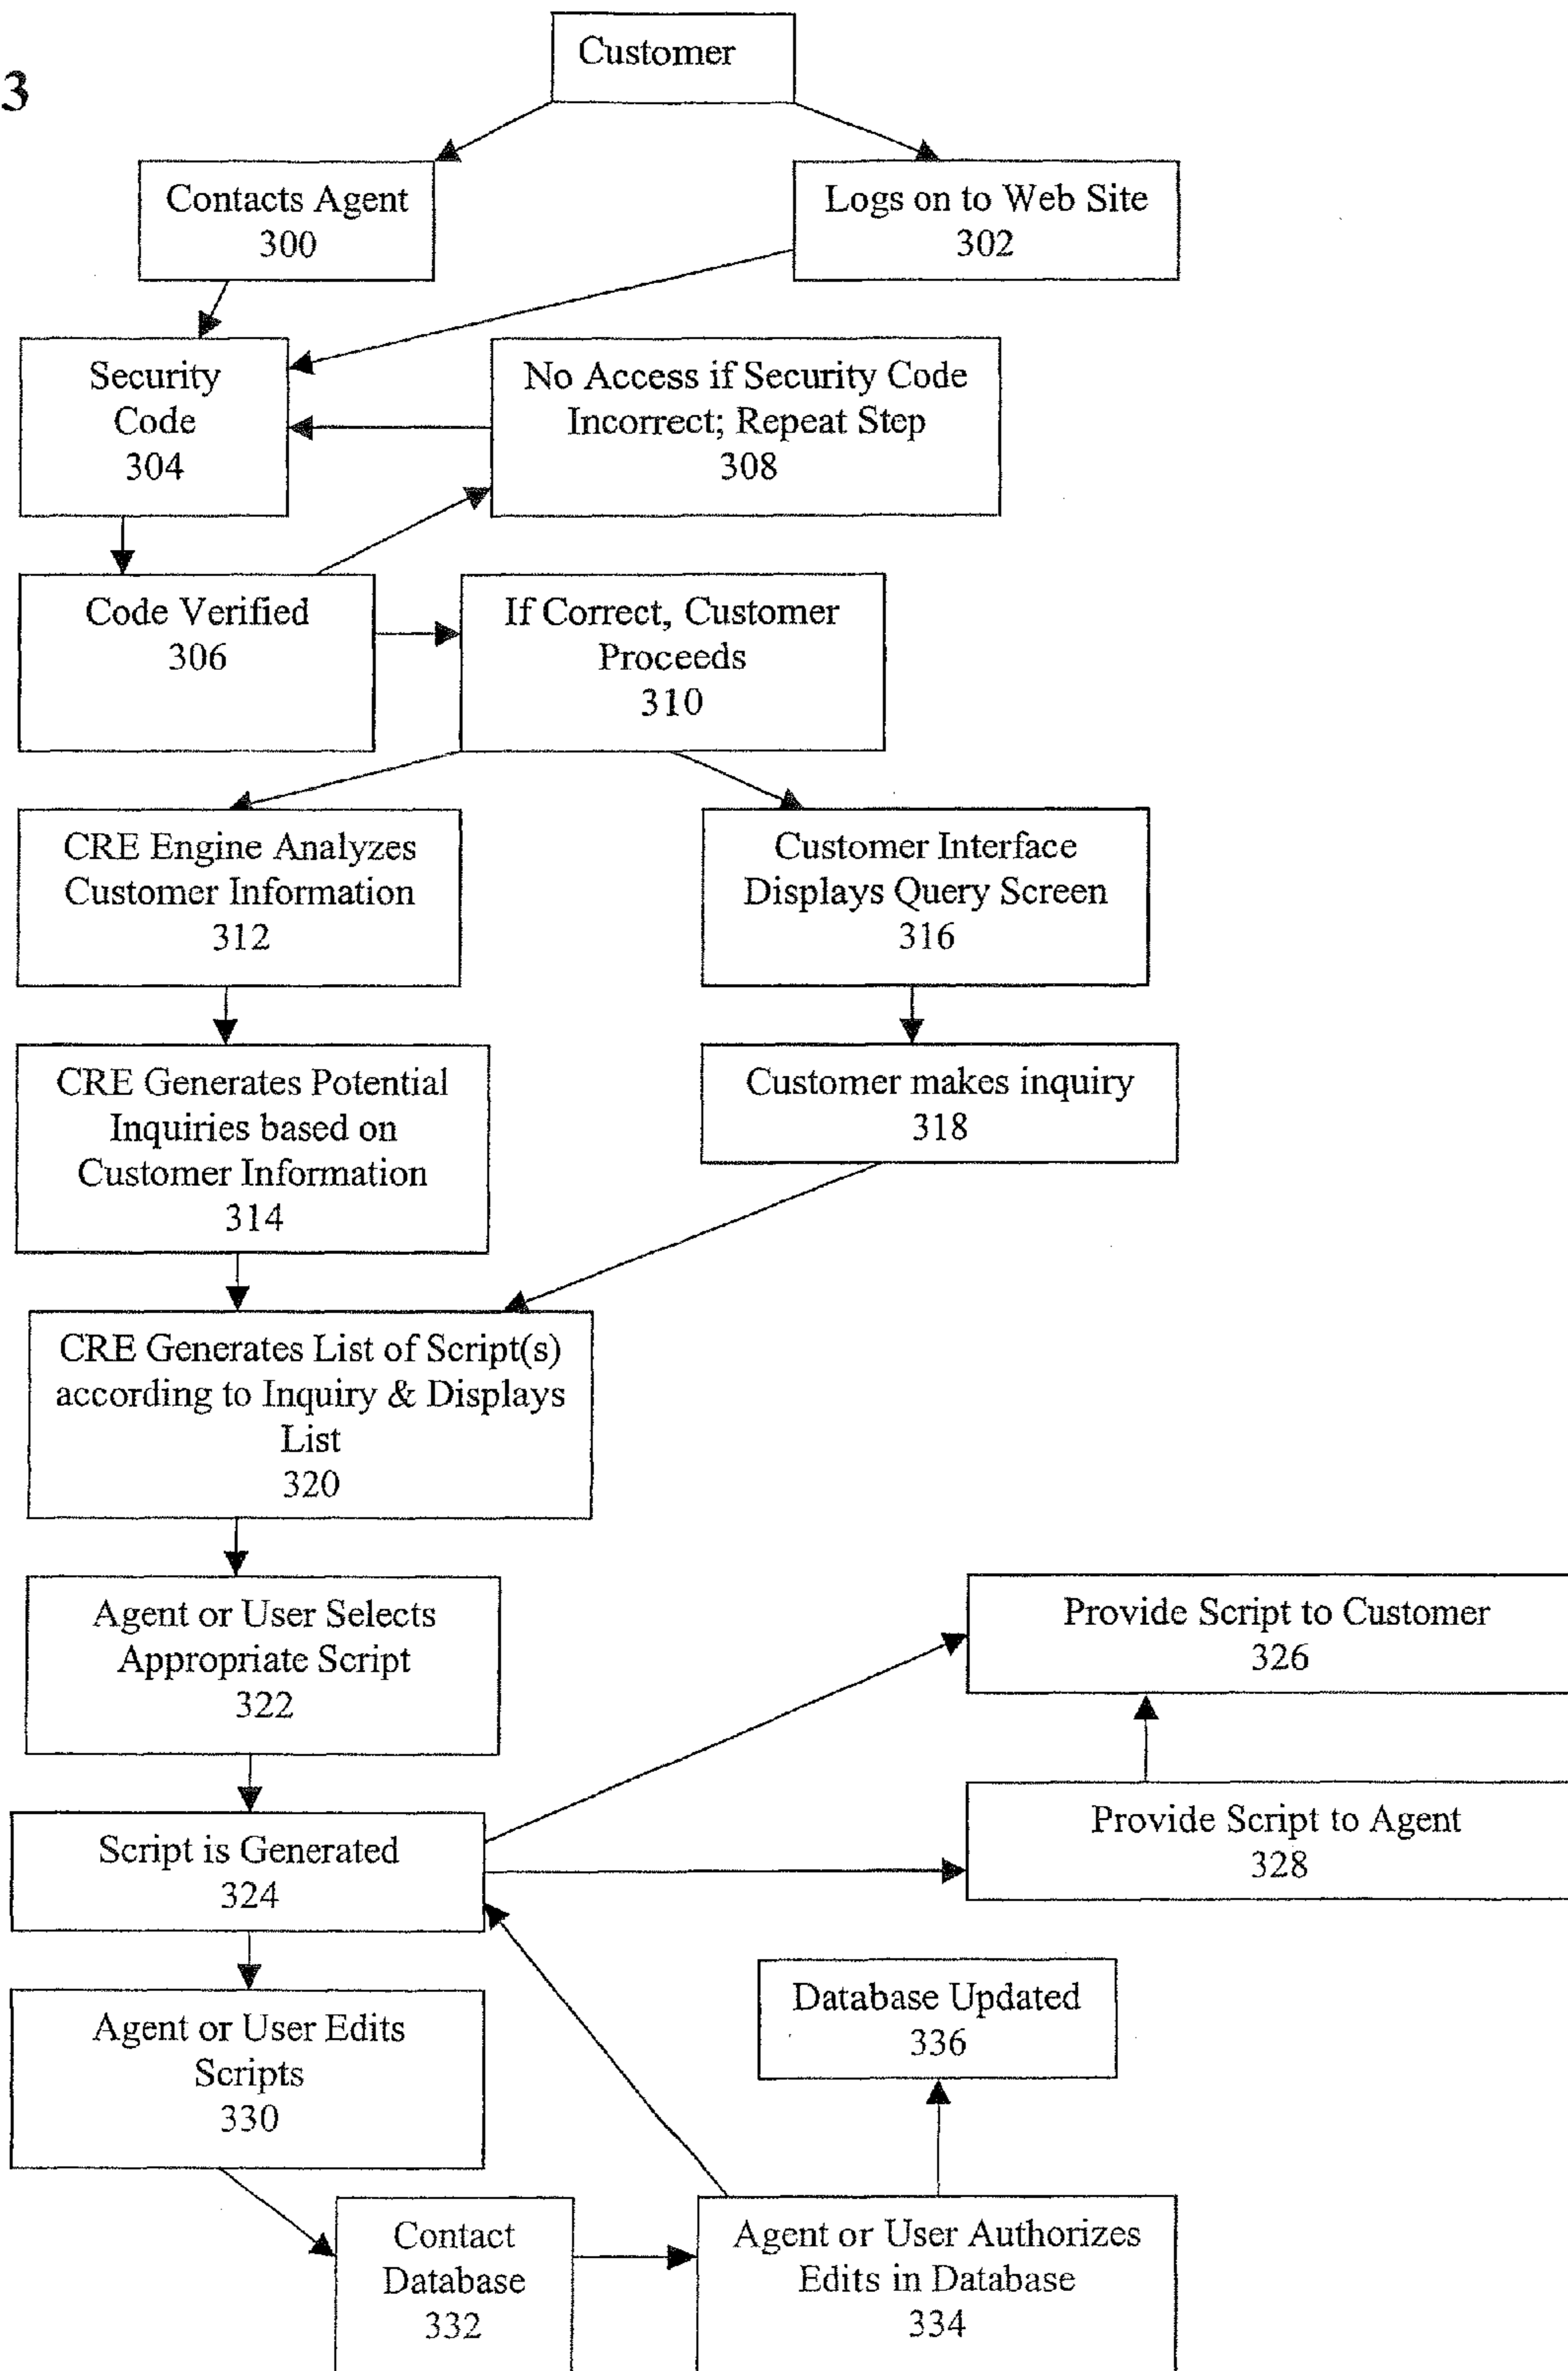 Customer
3
Contacts Agent
300
Logs on to Web Site
302
Security
Code
304
No Access if Security Code
Incorrect; Repeat Step
308
Code Verified
306
If Correct, Customer
Proceeds
310
CRE Engine Analyzes
Customer Information
312
Customer Interface
Displays Query Screen
316
CRE Generates Potential
Inquiries based on
Customer Information
314
Customer makes inquiry
318
CRE Generates List of Script(s)
according to Inquiry & Displays
List
320
Agent or User Selects
Appropriate Script
322
Provide Script to Customer
326
Script is Generated
324
Provide Script to Agent
328
Agent or User Edits
Scripts
330
Database Updated
336
Contact
Database
332
Agent or User Authorizes
Edits in Database
334